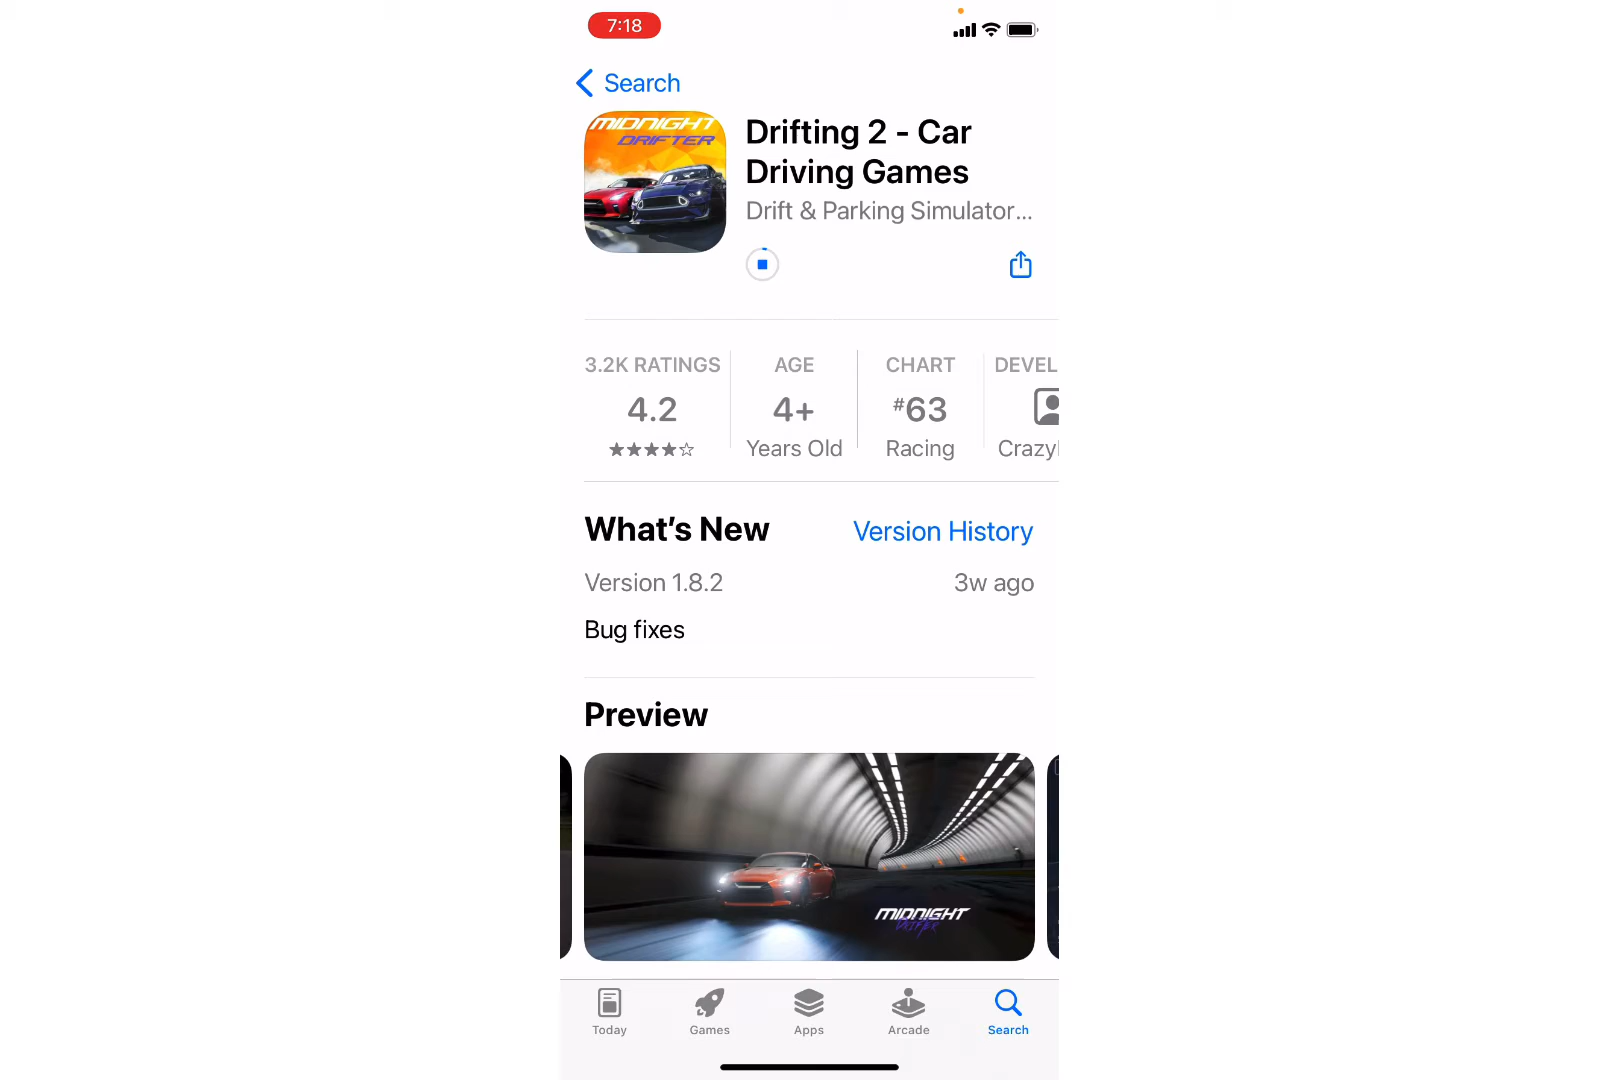 7:18
Search
MIDNIGHT
DRIFTER
Drifting 2 - Car
Driving Games
Drift & Parking Simulator...
3.2K RATINGS
4.2
AGE
4+
Years Old
CHART
#63
Racing
DEVEL
Crazy
What's New
Version History
Version 1.8.2
3w ago
Bug fixes
Preview
MIDNIGHT
DRIFTER
Today
Games
Apps
Arcade
Search